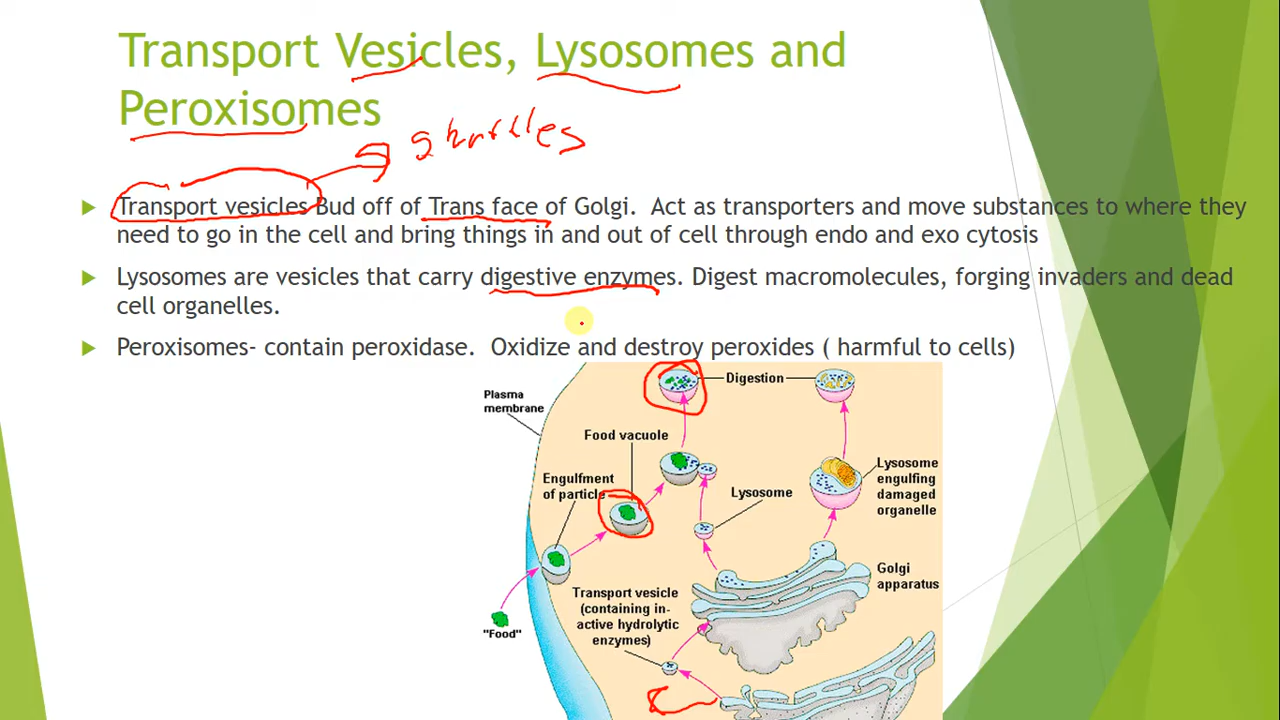 Transport Vesicles, Lysosomes and
Peroxisomes
shuttles
Transport vesicles Bud off of Trans face of Golgi. Act as transporters and move substances to where they
need to go in the cell and bring things in and out of cell through endo and exo cytosis
Lysosomes are vesicles that carry digestive enzymes. Digest macromolecules, forging invaders and dead
cell organelles.
Peroxisomes- contain peroxidase. Oxidize and destroy peroxides ( harmful to cells)
Digestion
Plasma
membrane
Food vacuole
Engulfment
of particle
Lysosome
Lysosome
engulfing
damaged
organelle
Golgi
apparatus
Transport vesicle
(containing in-
active hydrolytic
enzymes)
"Food"